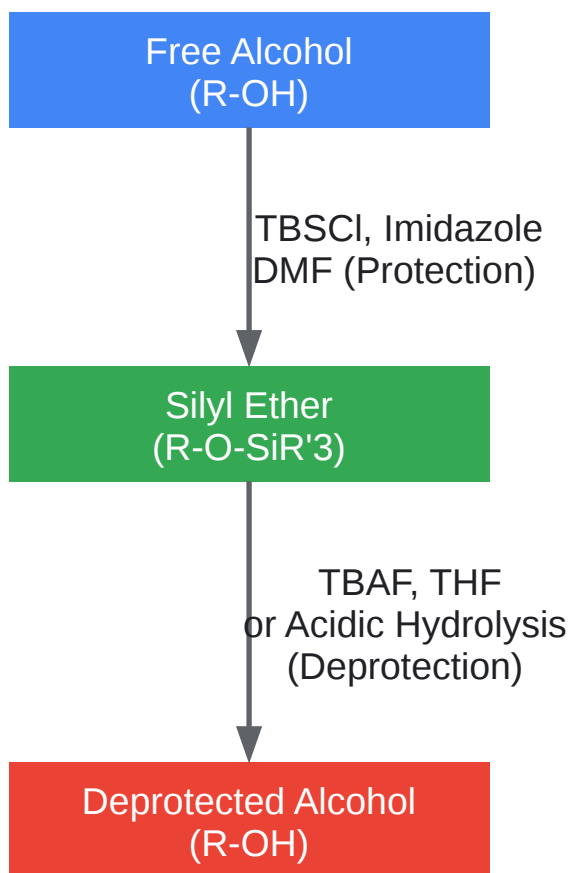 Free Alcohol
(R-OH)
TBSCl, Imidazole
DMF (Protection)
Silyl Ether
(R-O-SiR'3)
TBAF, THF
or Acidic Hydrolysis
(Deprotection)
Deprotected Alcohol
(R-OH)